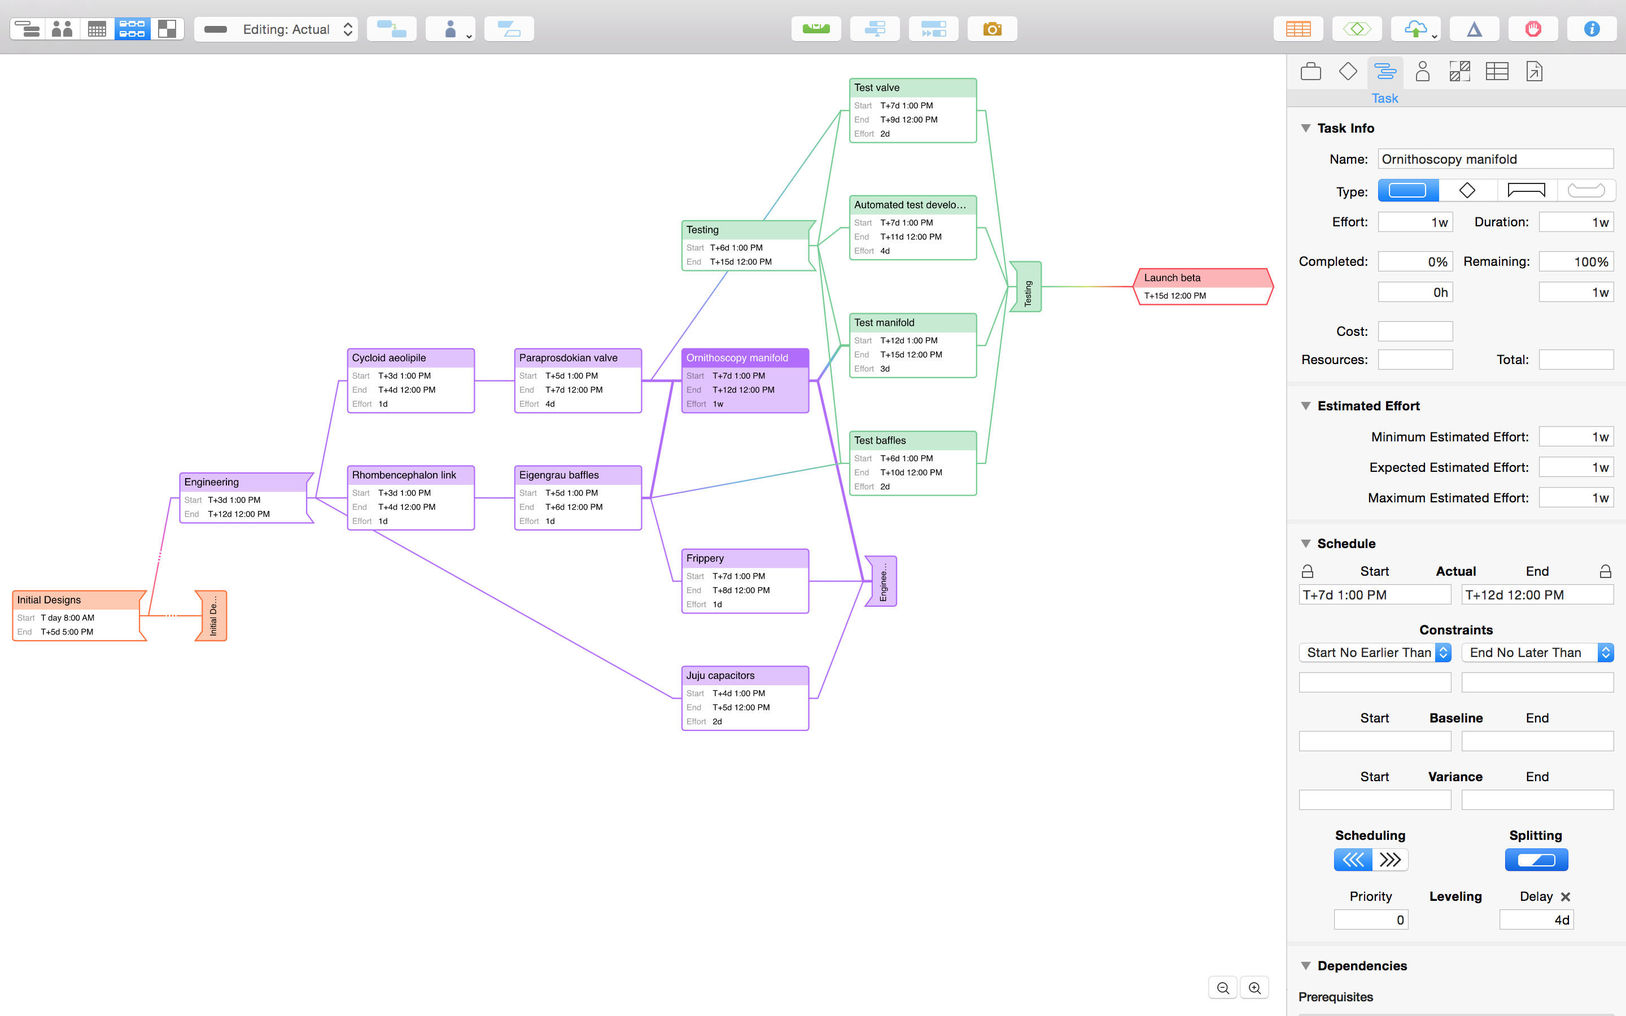 Editing: Actual
Test valve
Start T+7d 1:00 PM
End T+9d 12:00 PM
Effort 2d
Automated test develo...
Start T+7d 1:00 PM
End T+11d 12:00 PM
Effort 4d
Testing
Start T+6d 1:00 PM
End T+15d 12:00 PM
Testing
Launch beta
T+15d 12:00 PM
Test manifold
Start T+12d 1:00 PM
End T+15d 12:00 PM
Effort 3d
Cycloid aeolipile
Start T+3d 1:00 PM
End T+4d 12:00 PM
Effort 1d
Paraprosdokian valve
Start T+5d 1:00 PM
End T+7d 12:00 PM
Effort 4d
Ornithoscopy manifold
Start T+7d 1:00 PM
End T+12d 12:00 PM
Effort 1w
Test baffles
Start T+6d 1:00 PM
End T+10d 12:00 PM
Effort 2d
Engineering
Start T+3d 1:00 PM
End T+12d 12:00 PM
Rhombencephalon link
Start T+3d 1:00 PM
End T+4d 12:00 PM
Effort 1d
Eigengrau baffles
Start T+5d 1:00 PM
End T+6d 12:00 PM
Effort 1d
Frippery
Start T+7d 1:00 PM
End T+8d 12:00 PM
Effort 1d
Enginee...
Initial Designs
Start T day 8:00 AM
End T+5d 5:00 PM
Initial De...
Juju capacitors
Start T+4d 1:00 PM
End T+5d 12:00 PM
Effort 2d
Task
Task Info
Name: Ornithoscopy manifold
Type:
Effort: 1w Duration: 1w
Completed: 0% Remaining: 100%
0h 1w
Cost:
Resources: Total:
Estimated Effort
Minimum Estimated Effort: 1w
Expected Estimated Effort: 1w
Maximum Estimated Effort: 1w
Schedule
Start Actual End
T+7d 1:00 PM T+12d 12:00 PM
Constraints
Start No Earlier Than End No Later Than
Start Baseline End
Start Variance End
Scheduling Splitting
Priority Leveling Delay
0 4d
Dependencies
Prerequisites